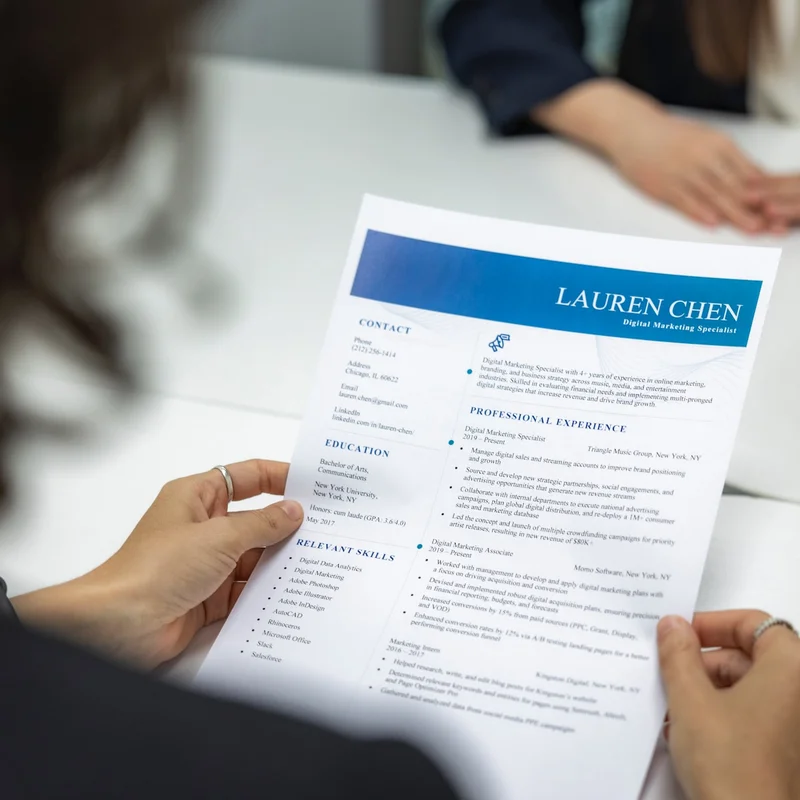 LAUREN CHEN
Digital Marketing Specialist
CONTACT
Phone
(212) 256-1414
Address
Chicago, IL 60622
Email
lauren.chen@gmail.com
LinkedIn
linkedin.com/in/lauren-chen/
EDUCATION
Bachelor of Arts,
Communications
New York University,
New York, NY
Honors: cum laude (GPA: 3.6/4.0)
May 2017
RELEVANT SKILLS
• Digital Data Analytics
• Digital Marketing
• Adobe Photoshop
• Adobe Illustrator
• Adobe InDesign
• AutoCAD
• Rhinoceros
• Microsoft Office
• Slack
• Salesforce
Digital Marketing Specialist with 4+ years of experience in online marketing,
branding, and business strategy across music, media, and entertainment
industries. Skilled in evaluating financial needs and implementing multi-pronged
digital strategies that increase revenue and drive brand growth.
PROFESSIONAL EXPERIENCE
Digital Marketing Specialist
2019 – Present Triangle Music Group, New York, NY
• Manage digital sales and streaming accounts to improve brand positioning
and growth
• Source and develop new strategic partnerships, social engagements, and
advertising opportunities that generate new revenue streams
• Collaborate with internal departments to execute national advertising
campaigns, plan global digital distribution, and re-deploy a 1M+ consumer
sales and marketing database
• Led the concept and launch of multiple crowdfunding campaigns for priority
artist releases, resulting in new revenue of $80K+
Digital Marketing Associate
2019 – Present Momo Software, New York, NY
• Worked with management to develop and apply digital marketing plans with
a focus on driving acquisition and conversion
• Devised and implemented robust digital acquisition plans, ensuring precision
in financial reporting, budgets, and forecasts
• Increased conversions by 15% from paid sources (PPC, Grass, Display,
and VOD)
• Enhanced conversion rates by 12% via A/B testing landing pages for a better
performing conversion funnel
Marketing Intern
2016 – 2017 Kingston Digital, New York, NY
• Helped research, write, and edit blog posts for Kingston's website
• Determined relevant keywords and entities for pages using Semrush, Ahrefs,
and Page Optimizer Pro
• Gathered and analyzed data from social media PPE campaigns